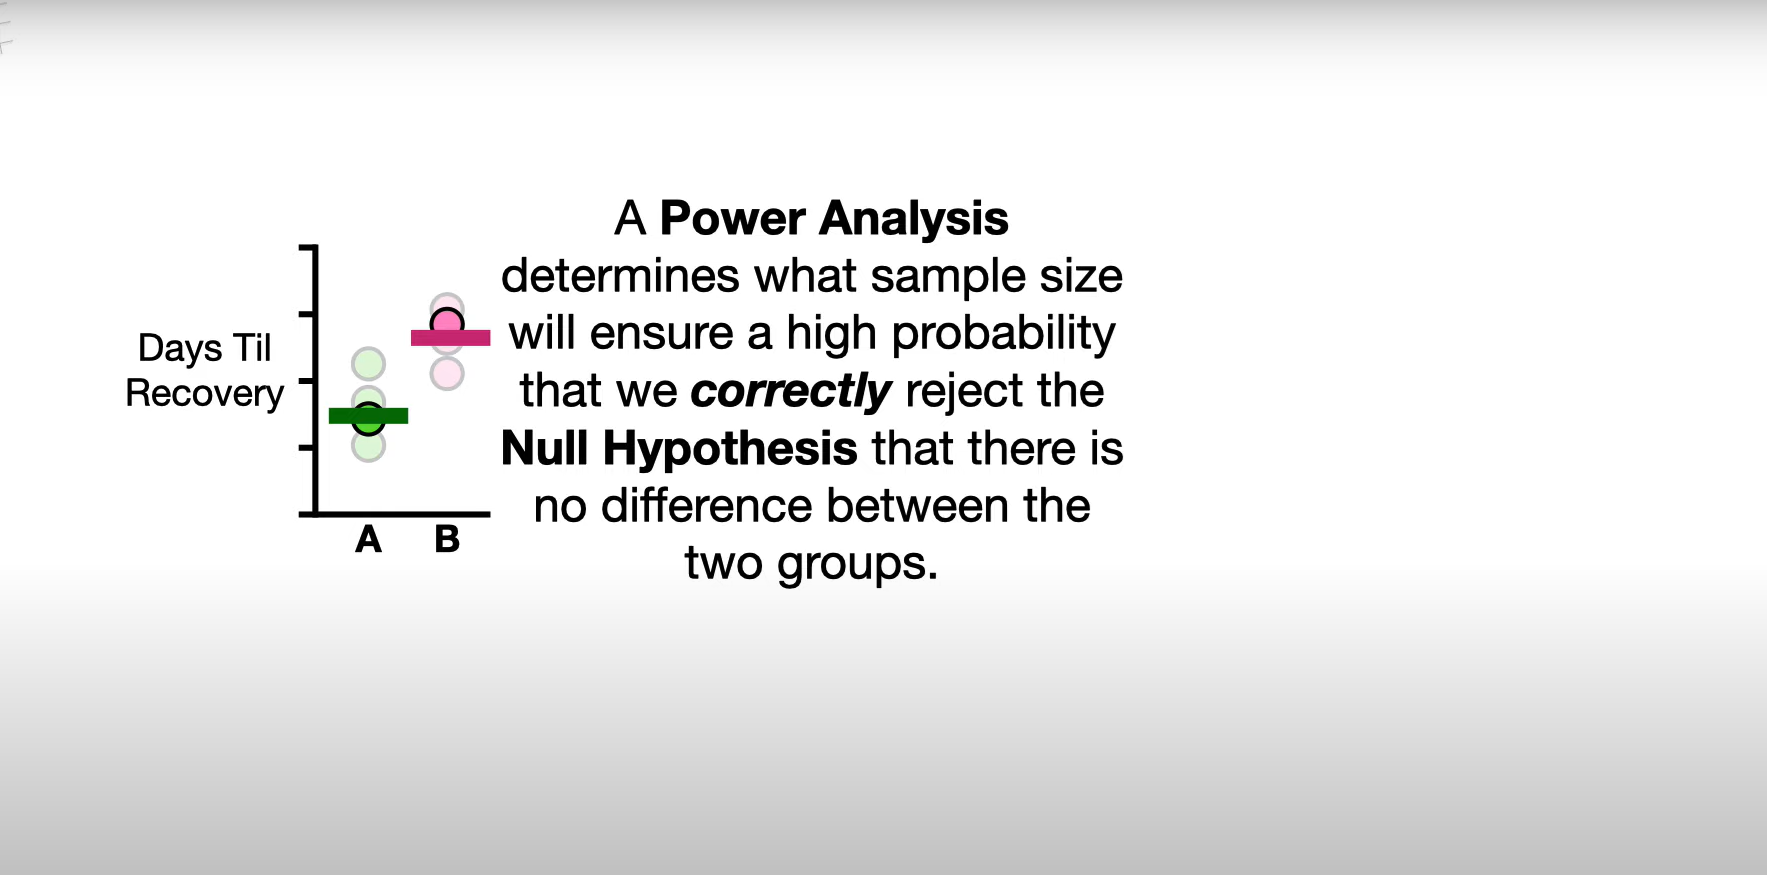 A Power Analysis
determines what sample size
will ensure a high probability
that we correctly reject the
Null Hypothesis that there is
no difference between the
two groups.
Days Til
Recovery
A B